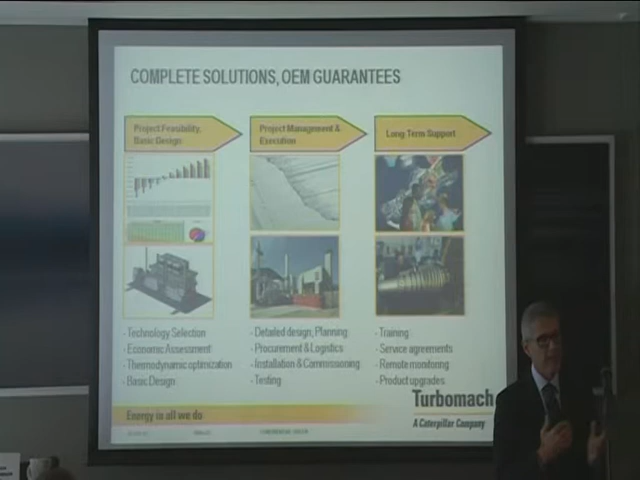 COMPLETE SOLUTIONS, OEM GUARANTEES
Project Feasibility,
Basic Design
Project Management &
Execution
Long Term Support
- Technology Selection
- Economic Assessment
- Thermodynamic optimization
- Basic Design
- Detailed design, Planning
- Procurement & Logistics
- Installation & Commissioning
- Testing
- Training
- Service agreements
- Remote monitoring
- Product upgrades
Energy in all we do
Turbomach
A Caterpillar Company